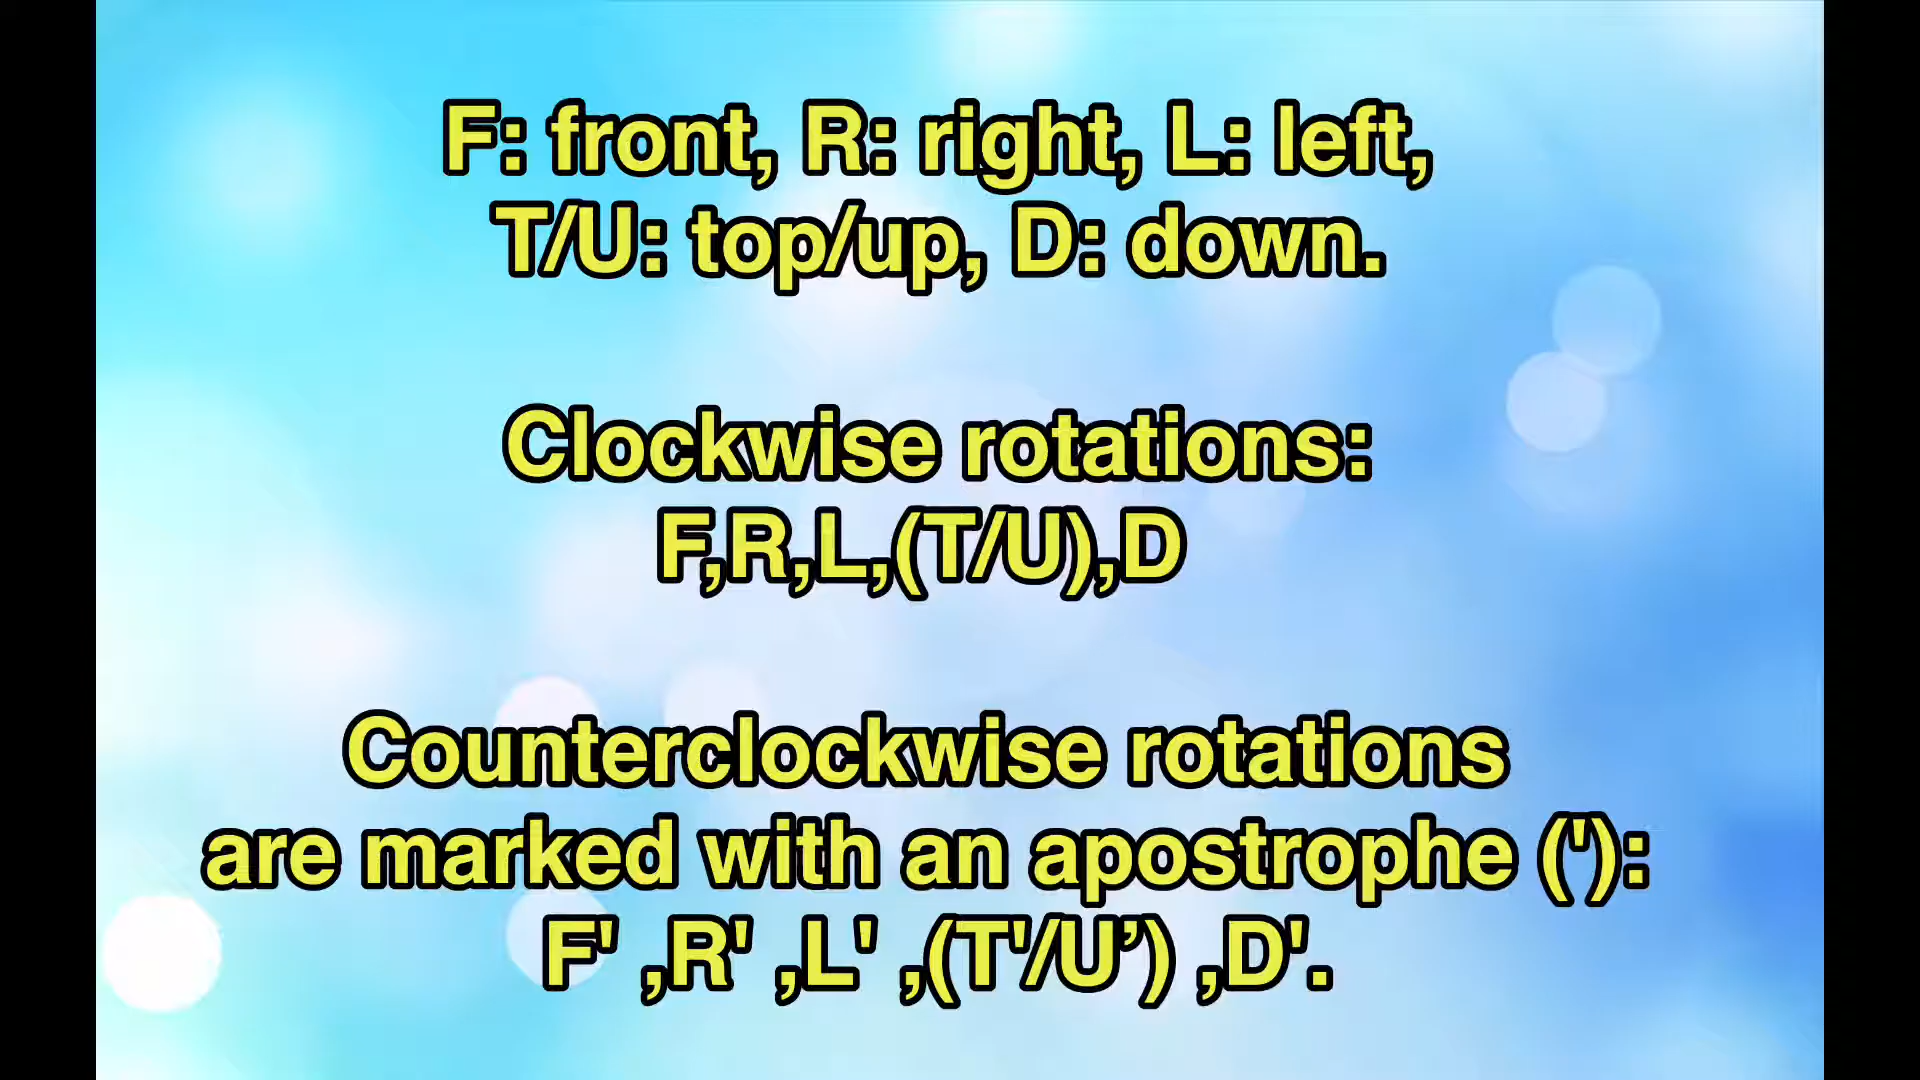 F: front, R: right, L: left,
T/U: top/up, D: down.
Clockwise rotations:
F,R,L,(T/U),D
Counterclockwise rotations
are marked with an apostrophe ('):
F' ,R' ,L' ,(T'/U’) ,D'.